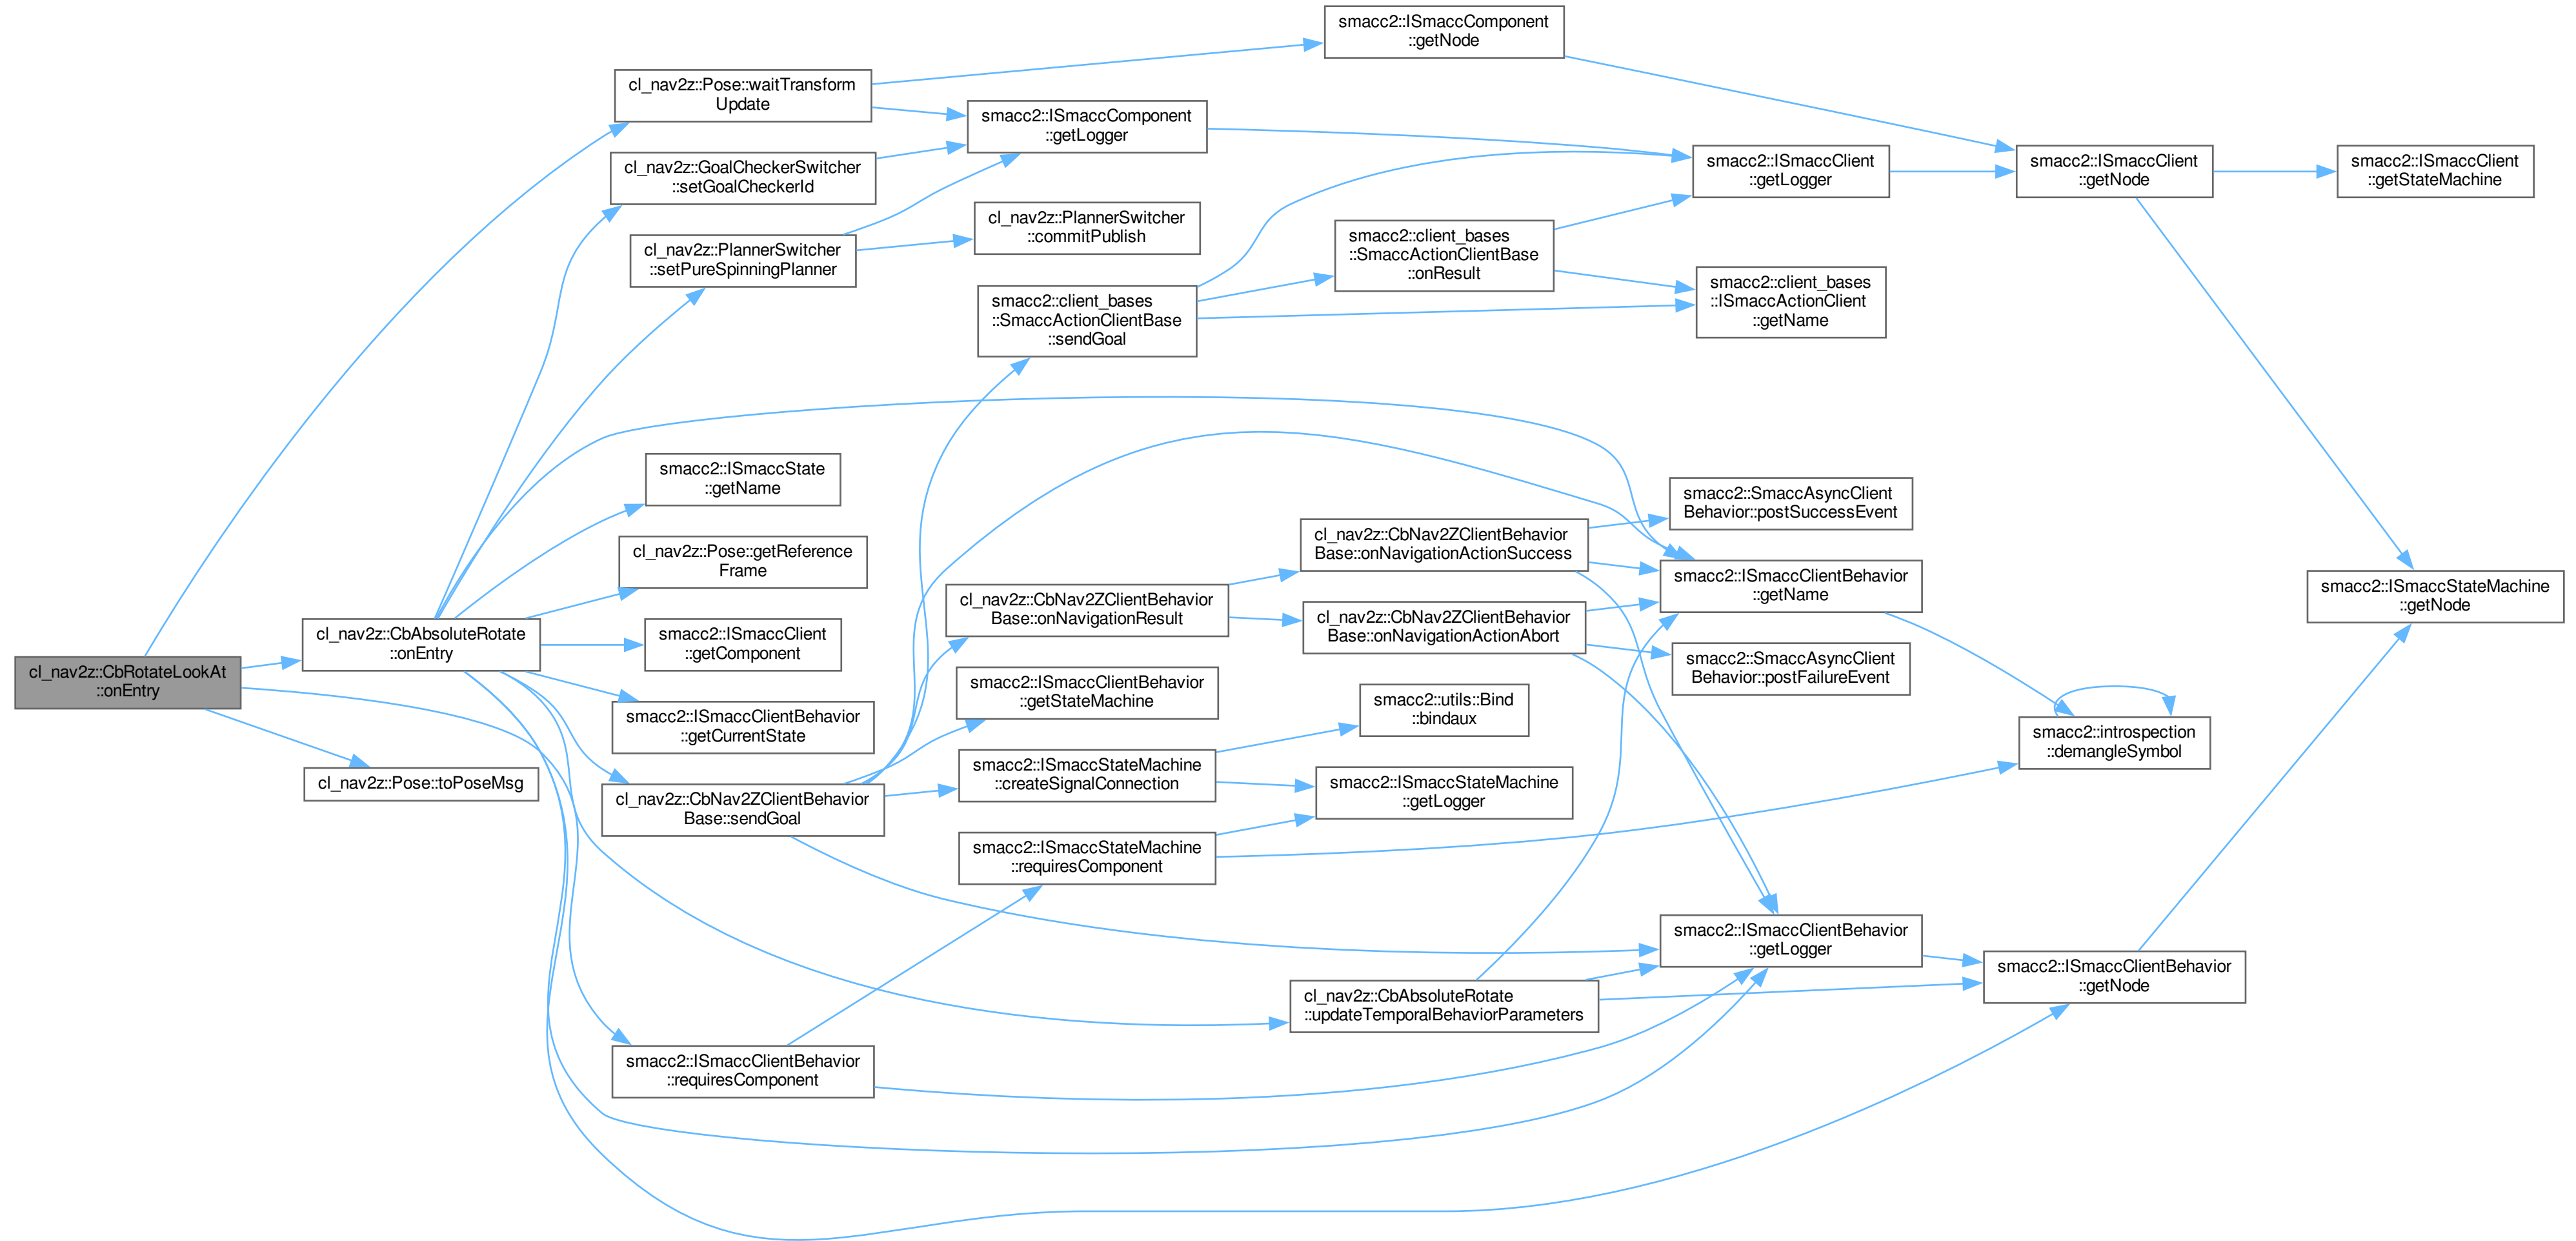 smacc2::ISmaccComponent
::getNode
cl_nav2z::Pose::waitTransform
Update
smacc2::ISmaccComponent
::getLogger
cl_nav2z::GoalCheckerSwitcher
::setGoalCheckerId
smacc2::ISmaccClient
::getLogger
smacc2::ISmaccClient
::getNode
smacc2::ISmaccClient
::getStateMachine
cl_nav2z::PlannerSwitcher
::setPureSpinningPlanner
cl_nav2z::PlannerSwitcher
::commitPublish
smacc2::client_bases
::SmaccActionClientBase
::onResult
smacc2::client_bases
::SmaccActionClientBase
::sendGoal
smacc2::client_bases
::ISmaccActionClient
::getName
smacc2::ISmaccState
::getName
cl_nav2z::Pose::getReference
Frame
cl_nav2z::CbNav2ZClientBehavior
Base::onNavigationActionSuccess
smacc2::SmaccAsyncClient
Behavior::postSuccessEvent
smacc2::ISmaccClientBehavior
::getName
smacc2::ISmaccStateMachine
::getNode
cl_nav2z::CbNav2ZClientBehavior
Base::onNavigationResult
cl_nav2z::CbNav2ZClientBehavior
Base::onNavigationActionAbort
smacc2::SmaccAsyncClient
Behavior::postFailureEvent
cl_nav2z::CbRotateLookAt
::onEntry
cl_nav2z::CbAbsoluteRotate
::onEntry
smacc2::ISmaccClient
::getComponent
smacc2::ISmaccClientBehavior
::getCurrentState
smacc2::ISmaccClientBehavior
::getStateMachine
smacc2::utils::Bind
::bindaux
smacc2::introspection
::demangleSymbol
cl_nav2z::Pose::toPoseMsg
cl_nav2z::CbNav2ZClientBehavior
Base::sendGoal
smacc2::ISmaccStateMachine
::createSignalConnection
smacc2::ISmaccStateMachine
::getLogger
smacc2::ISmaccStateMachine
::requiresComponent
smacc2::ISmaccClientBehavior
::getLogger
smacc2::ISmaccClientBehavior
::getNode
cl_nav2z::CbAbsoluteRotate
::updateTemporalBehaviorParameters
smacc2::ISmaccClientBehavior
::requiresComponent